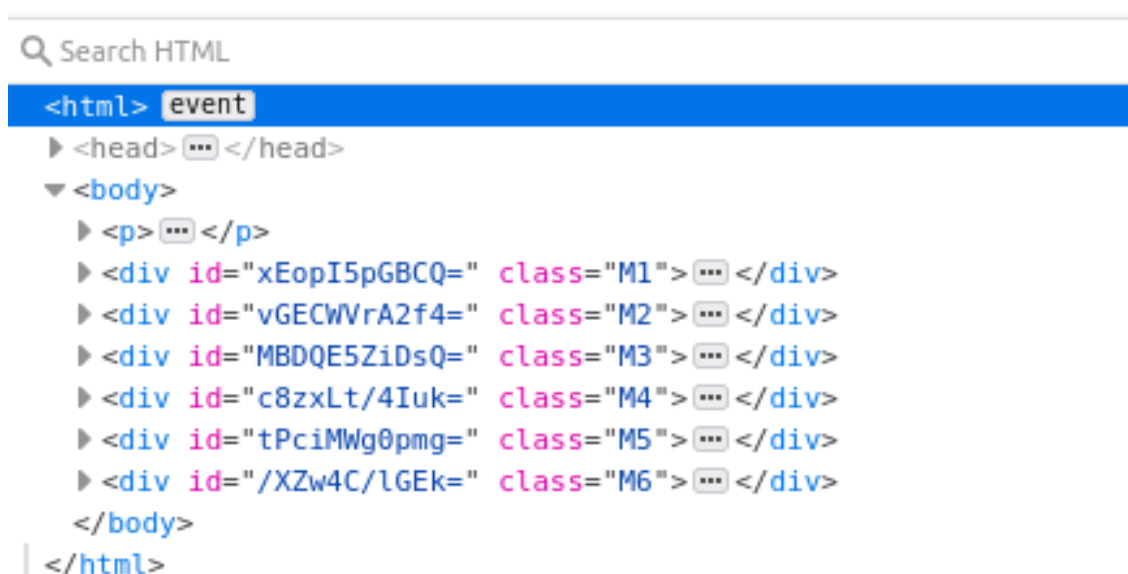 Search HTML
<html> event
<head> ··· </head>
<body>
<p> ··· </p>
<div id="xEopI5pGBCQ=" class="M1"> ··· </div>
<div id="vGECWVrA2f4=" class="M2"> ··· </div>
<div id="MBDQE5ZiDsQ=" class="M3"> ··· </div>
<div id="c8zxLt/4Iuk=" class="M4"> ··· </div>
<div id="tPciMWg0pmg=" class="M5"> ··· </div>
<div id="/XZw4C/lGEk=" class="M6"> ··· </div>
</body>
</html>